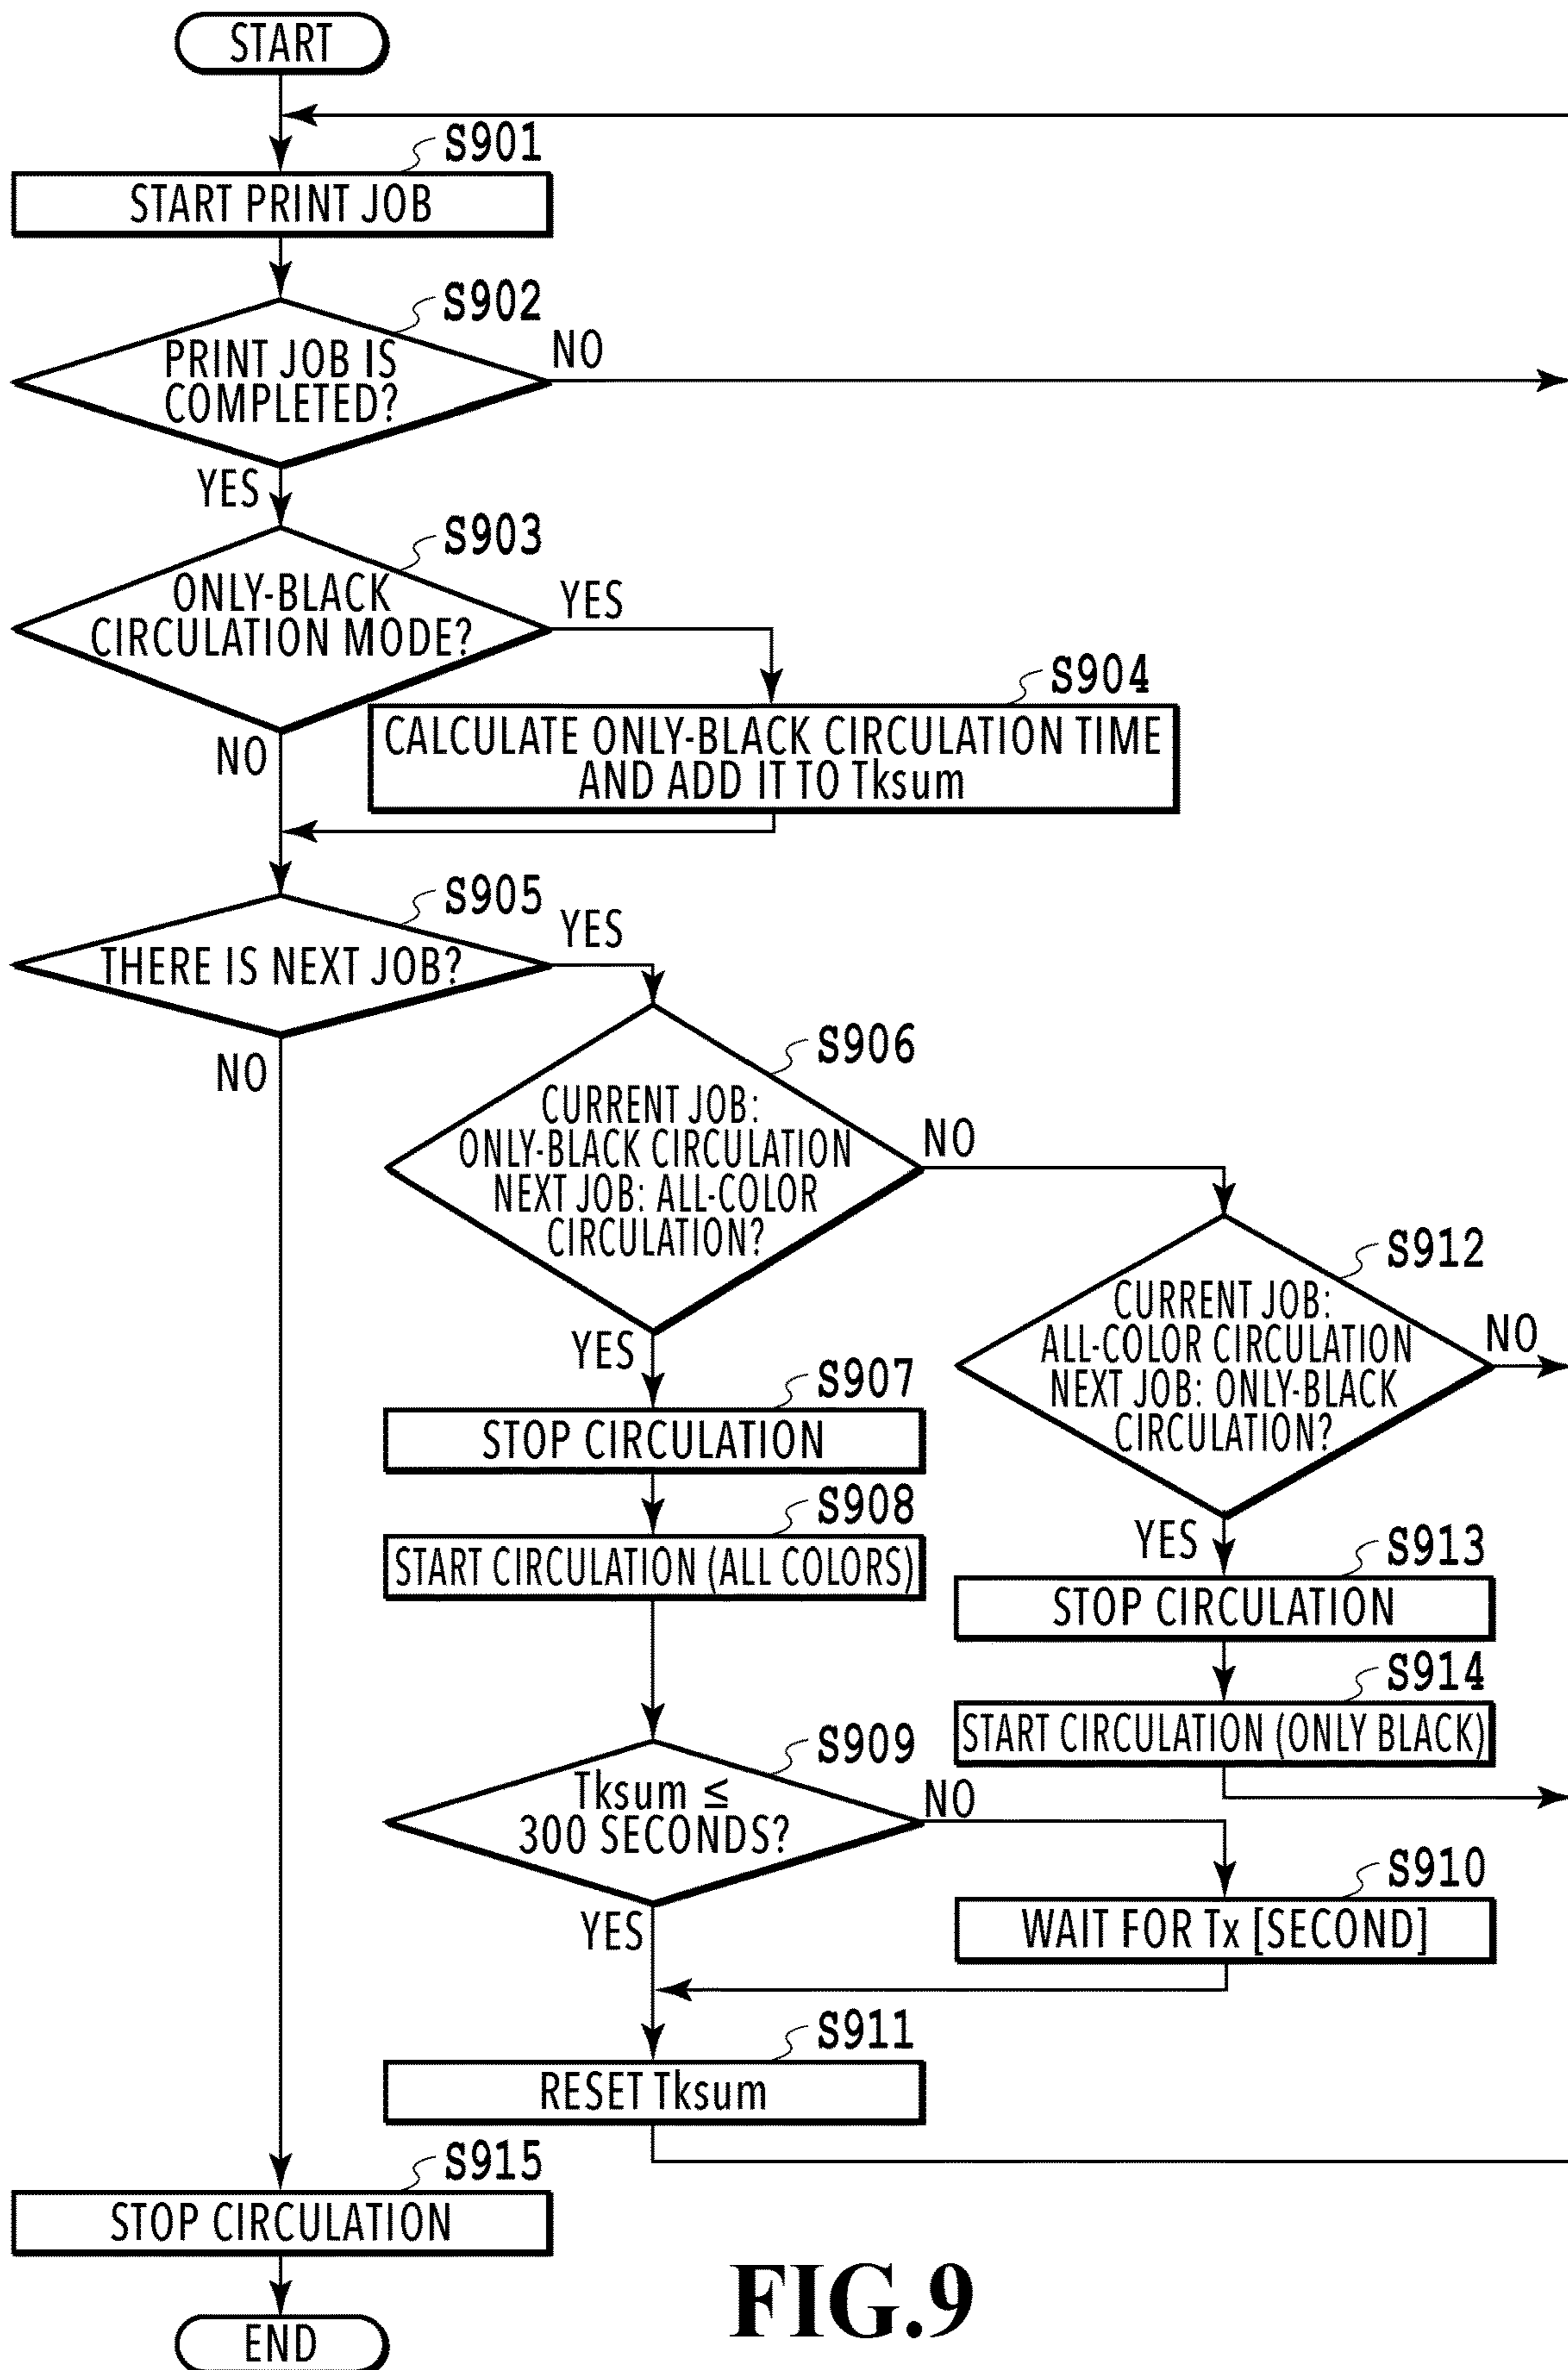 START
S901
START PRINT JOB
S902
PRINT JOB IS
COMPLETED?
NO
YES
S903
ONLY-BLACK
CIRCULATION MODE?
YES
NO
S904
CALCULATE ONLY-BLACK CIRCULATION TIME
AND ADD IT TO Tksum
S905
THERE IS NEXT JOB?
YES
NO
S906
CURRENT JOB:
ONLY-BLACK CIRCULATION
NEXT JOB: ALL-COLOR
CIRCULATION?
NO
YES
S907
STOP CIRCULATION
S908
START CIRCULATION (ALL COLORS)
S912
CURRENT JOB:
ALL-COLOR CIRCULATION
NEXT JOB: ONLY-BLACK
CIRCULATION?
NO
YES
S913
STOP CIRCULATION
S914
START CIRCULATION (ONLY BLACK)
S909
Tksum ≤
300 SECONDS?
NO
YES
S910
WAIT FOR Tx [SECOND]
S911
RESET Tksum
S915
STOP CIRCULATION
END
FIG.9